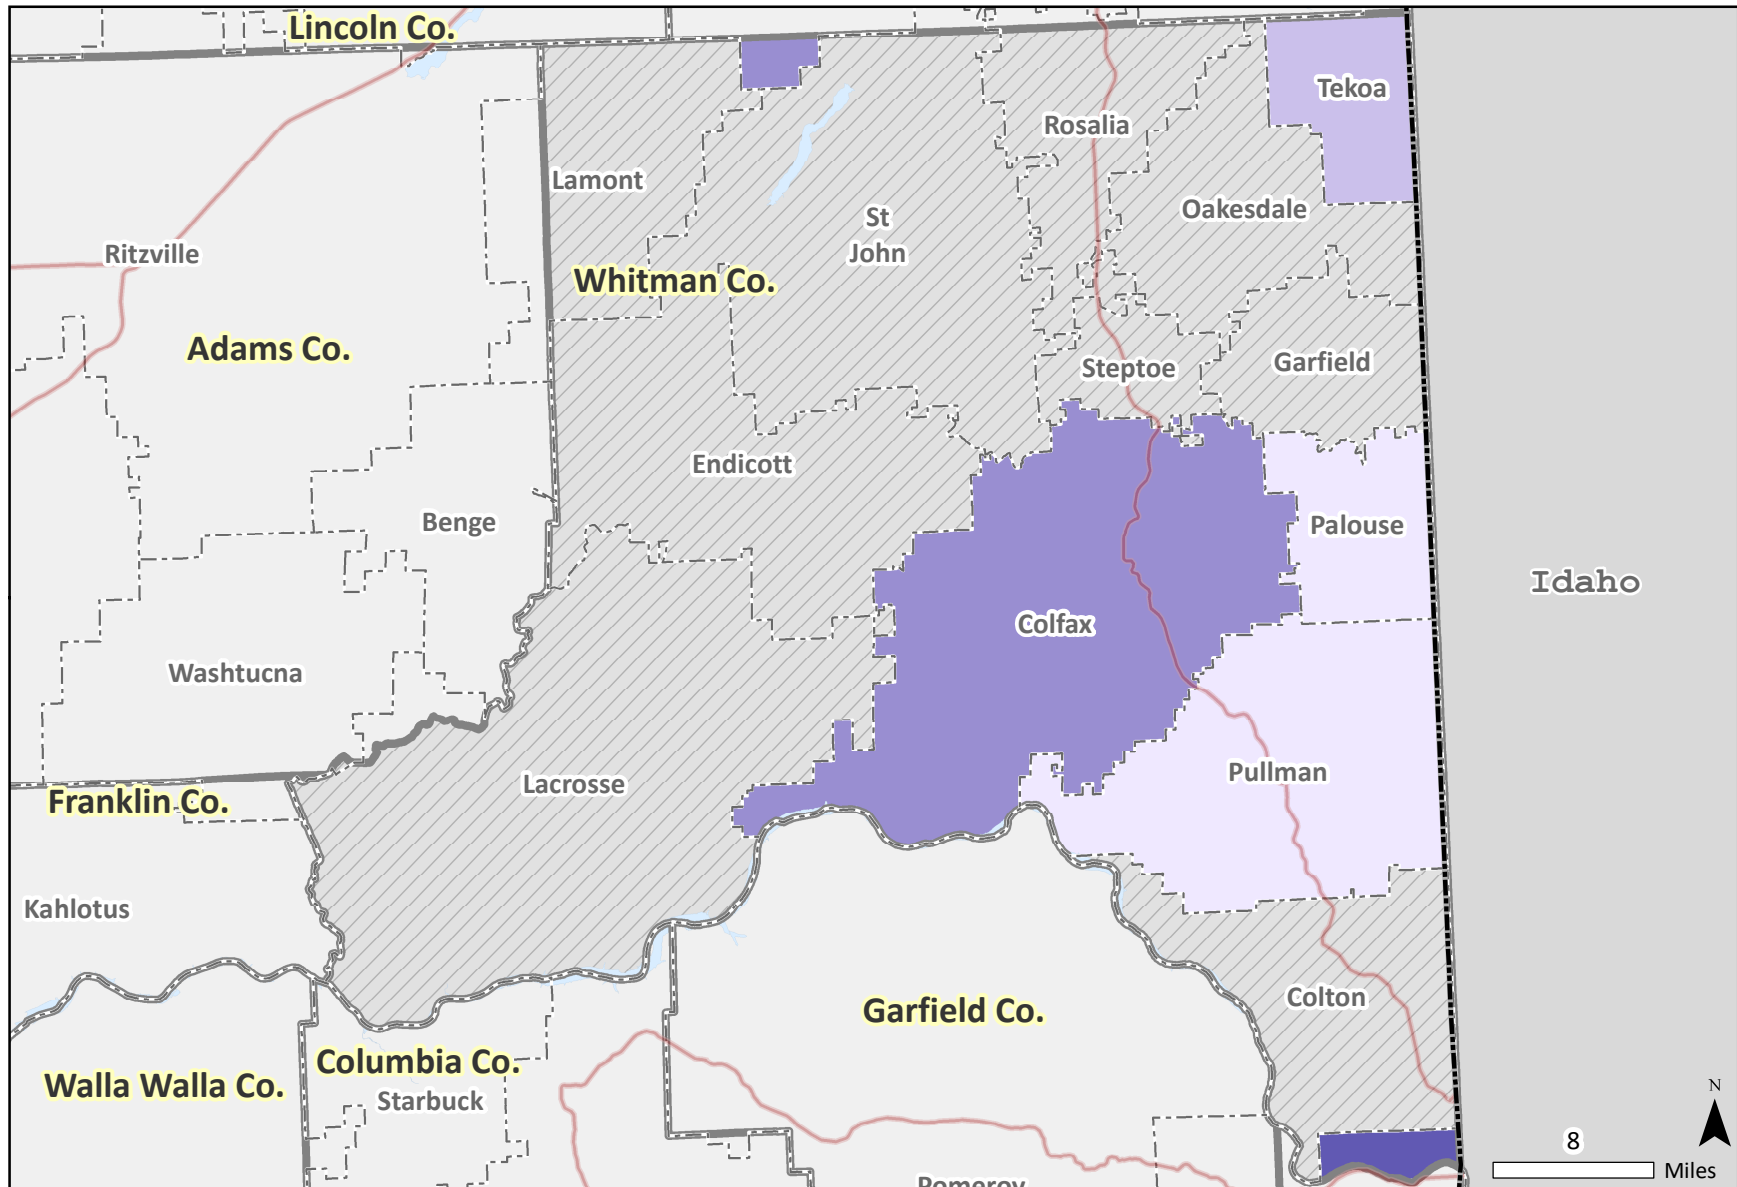 Lincoln Co.
Tekoa
Rosalia
Lamont
Oakesdale
St
John
Ritzville
Whitman Co.
Adams Co.
Steptoe
Garfield
Endicott
Benge
Palouse
Idaho
Colfax
Washtucna
Pullman
Lacrosse
Franklin Co.
Kahlotus
Colton
Garfield Co.
Columbia Co.
Walla Walla Co.
Starbuck
N
8
Miles
Pomeroy